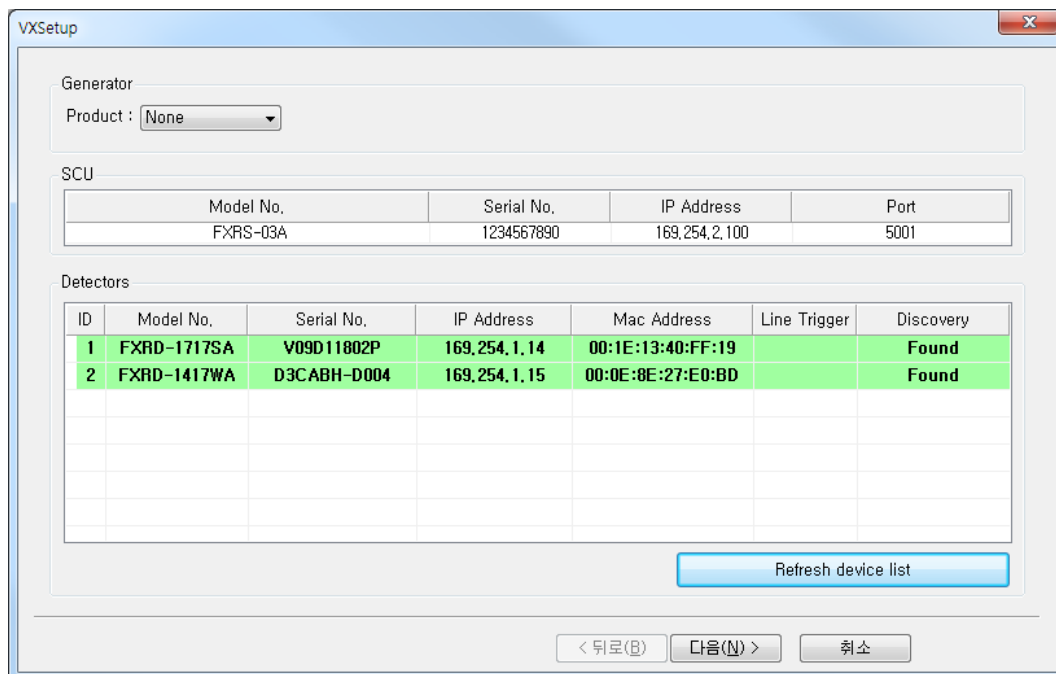 VXSetup
Generator
Product : None
SCU
Model No. Serial No. IP Address Port
FXRS-03A 1234567890 169.254.2.100 5001
Detectors
ID Model No. Serial No. IP Address Mac Address Line Trigger Discovery
1 FXRD-1717SA V09D11802P 169.254.1.14 00:1E:13:40:FF:19 Found
2 FXRD-1417WA D3CABH-D004 169.254.1.15 00:0E:8E:27:E0:BD Found
Refresh device list
< 뒤로(B) 다음(N) > 취소